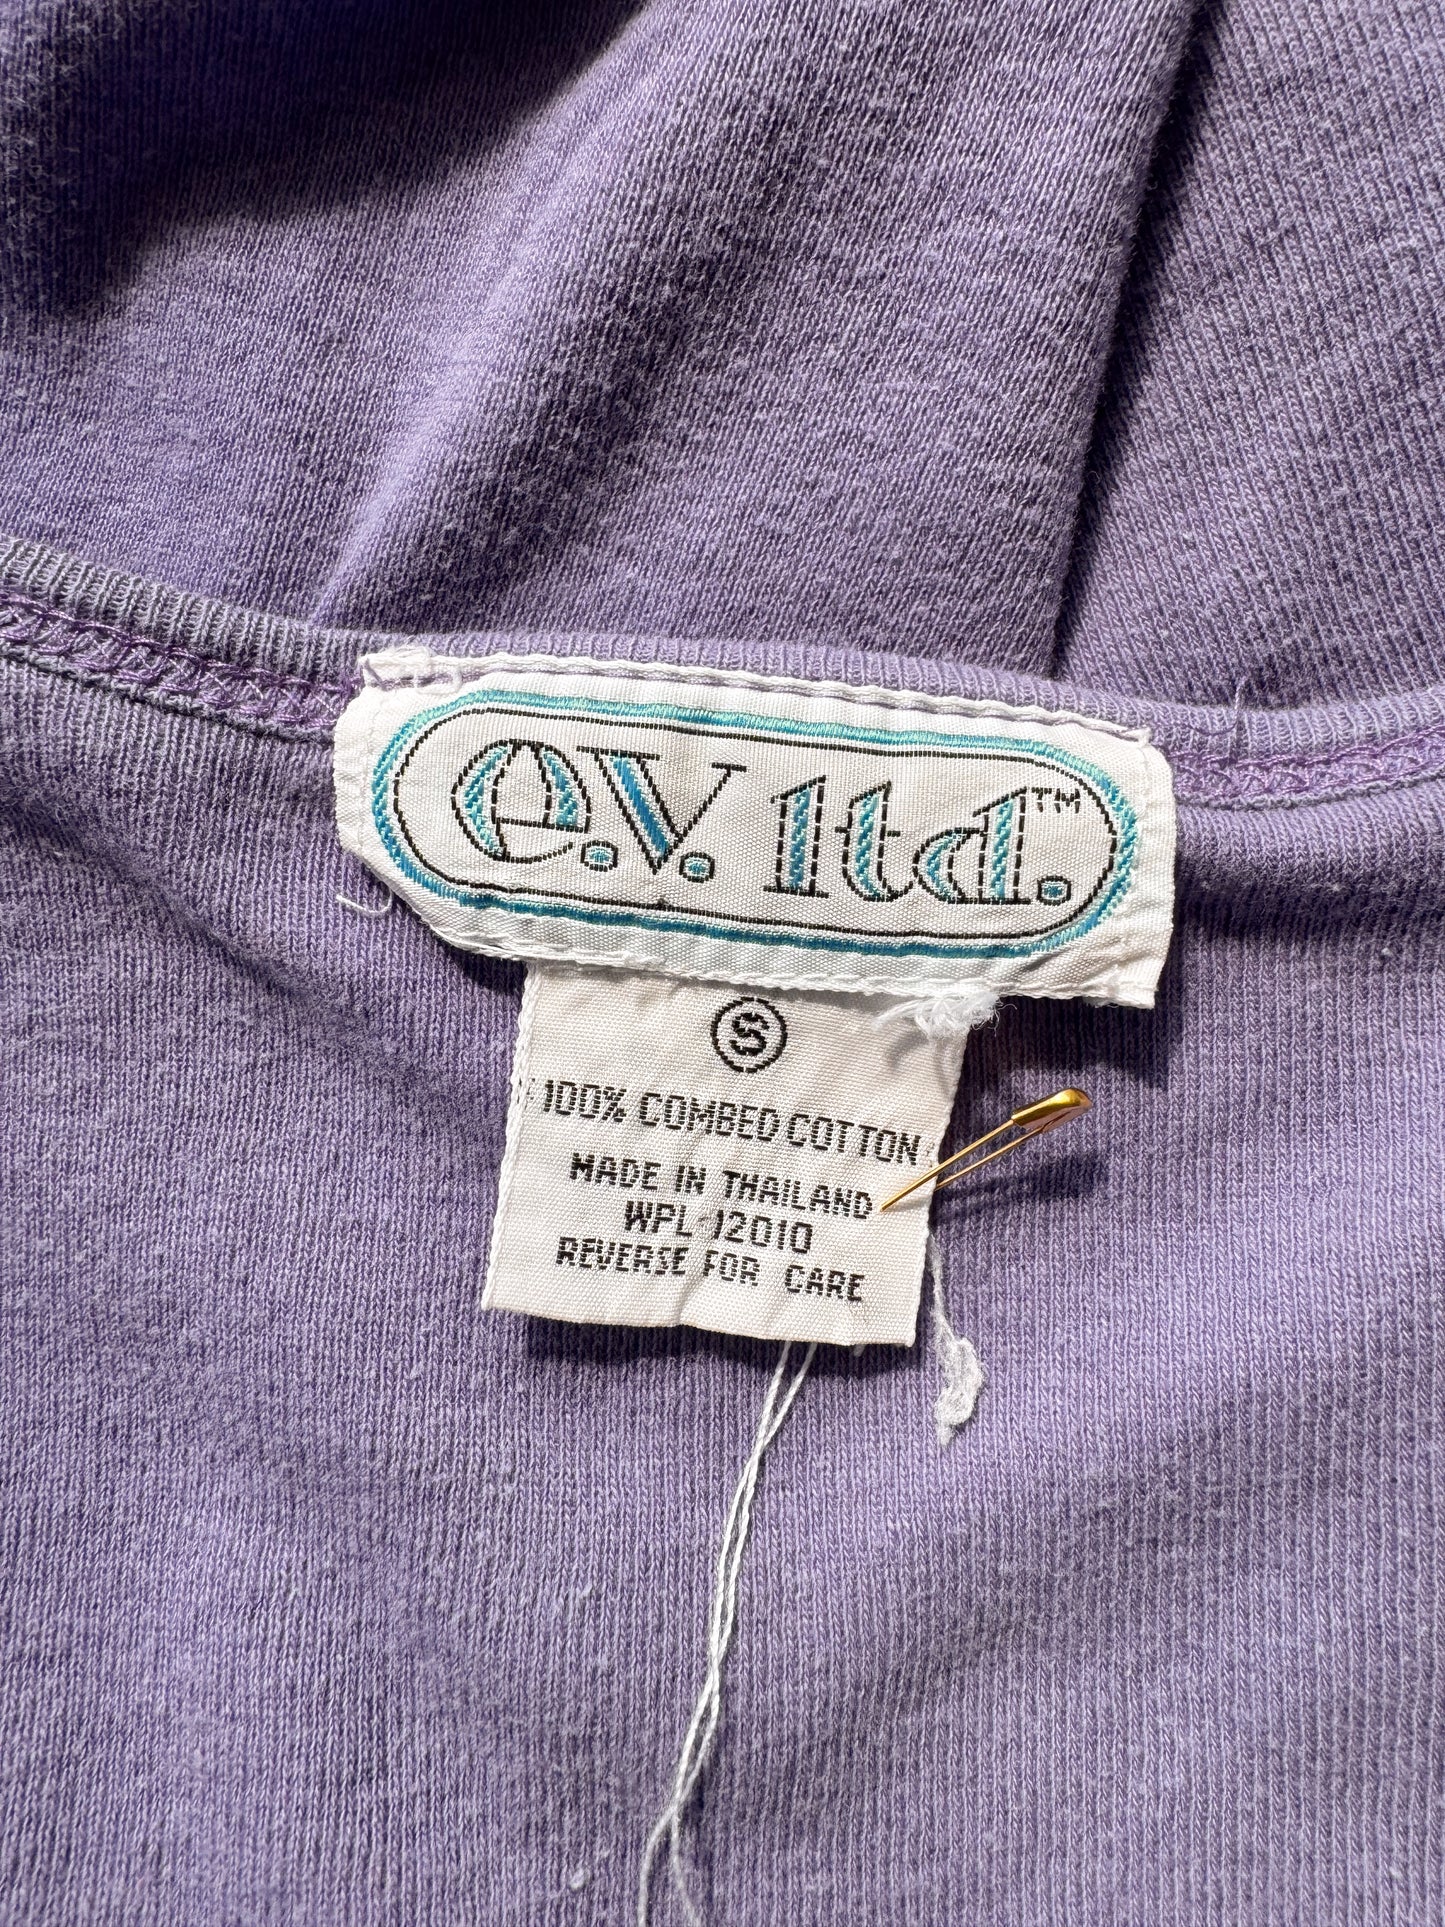 e.v. ltd.™
S
100% COMBED COTTON
MADE IN THAILAND
WPL 12010
REVERSE FOR CARE